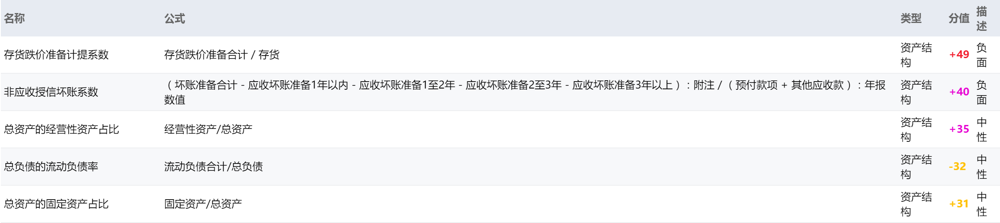 名称 公式 类型 分值 描
述
存货跌价准备计提系数 存货跌价准备合计 / 存货 资产结
构 +49 负
面
非应收授信坏账系数 （坏账准备合计 - 应收坏账准备1年以内 - 应收坏账准备1至2年 - 应收坏账准备2至3年 - 应收坏账准备3年以上）: 附注 / （预付款项 + 其他应收款）: 年报
数值 资产结
构 +40 负
面
总资产的经营性资产占比 经营性资产/总资产 资产结
构 +35 中
性
总负债的流动负债率 流动负债合计/总负债 资产结
构 -32 中
性
总资产的固定资产占比 固定资产/总资产 资产结
构 +31 中
性